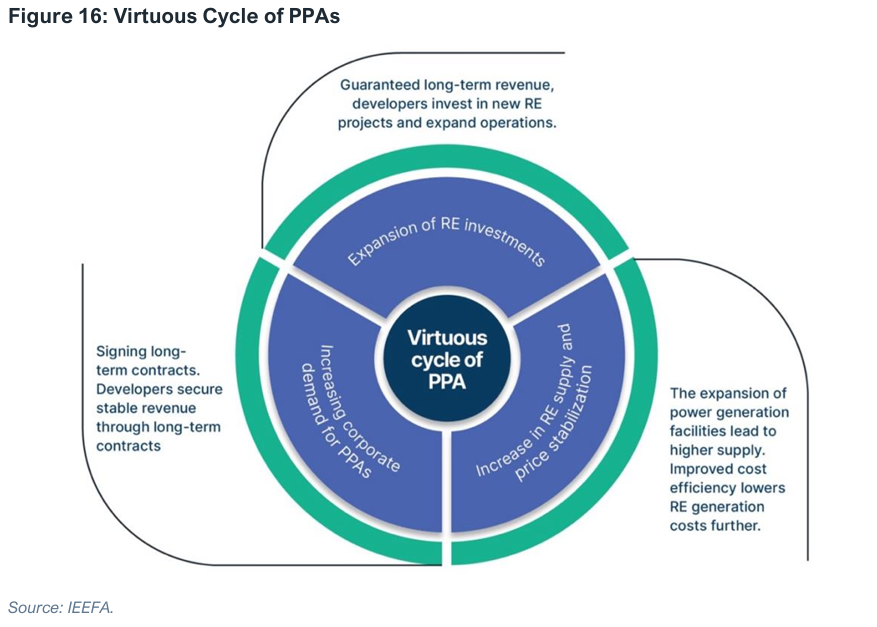 Figure 16: Virtuous Cycle of PPAs
Guaranteed long-term revenue,
developers invest in new RE
projects and expand operations.
Expansion of RE investments
Virtuous
cycle of
PPA
Increasing corporate
demand for PPAs
Increase in RE supply and
price stabilization
Signing long-
term contracts.
Developers secure
stable revenue
through long-term
contracts
The expansion of
power generation
facilities lead to
higher supply.
Improved cost
efficiency lowers
RE generation
costs further.
Source: IEEFA.